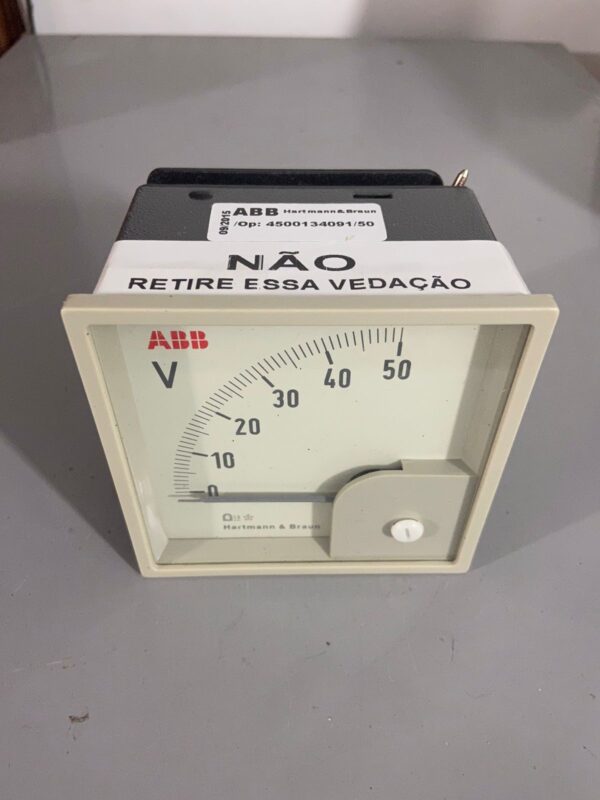 09/2015
ABB Hartmann & Braun
/Op: 4500134091/50
NÃO
RETIRE ESSA VEDAÇÃO
ABB
V
0
10
20
30
40
50
Hartmann & Braun